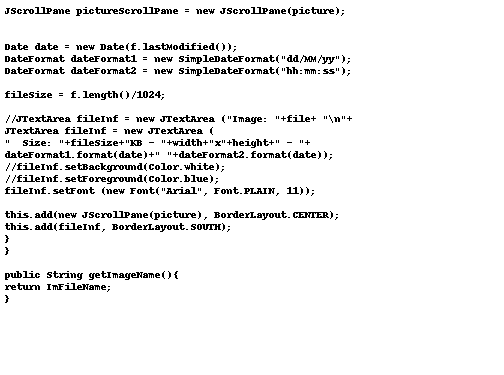 JScrollPane pictureScrollPane = new JScrollPane(picture);
Date date = new Date(f.lastModified());
DateFormat dateFormat1 = new SimpleDateFormat("dd/MM/yy");
DateFormat dateFormat2 = new SimpleDateFormat("hh:mm:ss");
fileSize = f.length()/1024;
//JTextArea fileInf = new JTextArea ("Image: "+file+ "\n"+
JTextArea fileInf = new JTextArea (
"  Size: "+fileSize+"KB - "+width+"x"+height+" - "+
dateFormat1.format(date)+" "+dateFormat2.format(date));
//fileInf.setBackground(Color.white);
//fileInf.setForeground(Color.blue);
fileInf.setFont (new Font("Arial", Font.PLAIN, 11));
this.add(new JScrollPane(picture), BorderLayout.CENTER);
this.add(fileInf, BorderLayout.SOUTH);
}
}
public String getImageName(){
return ImFileName;
}